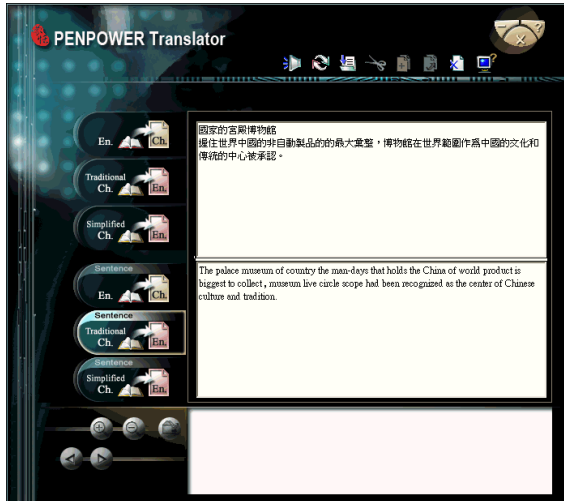 PENPOWER Translator
En.
Ch.
Traditional
Ch.
En.
Simplified
Ch.
En.
Sentence
En.
Ch.
Sentence
Traditional
Ch.
En.
Sentence
Simplified
Ch.
En.
國家的宮殿博物館
握住世界中國的非自動製品的的最大彙整，博物館在世界範圍作爲中國的文化和
傳統的中心被承認。
The palace museum of country the man-days that holds the China of world product is
biggest to collect, museum live circle scope had been recognized as the center of Chinese
culture and tradition.